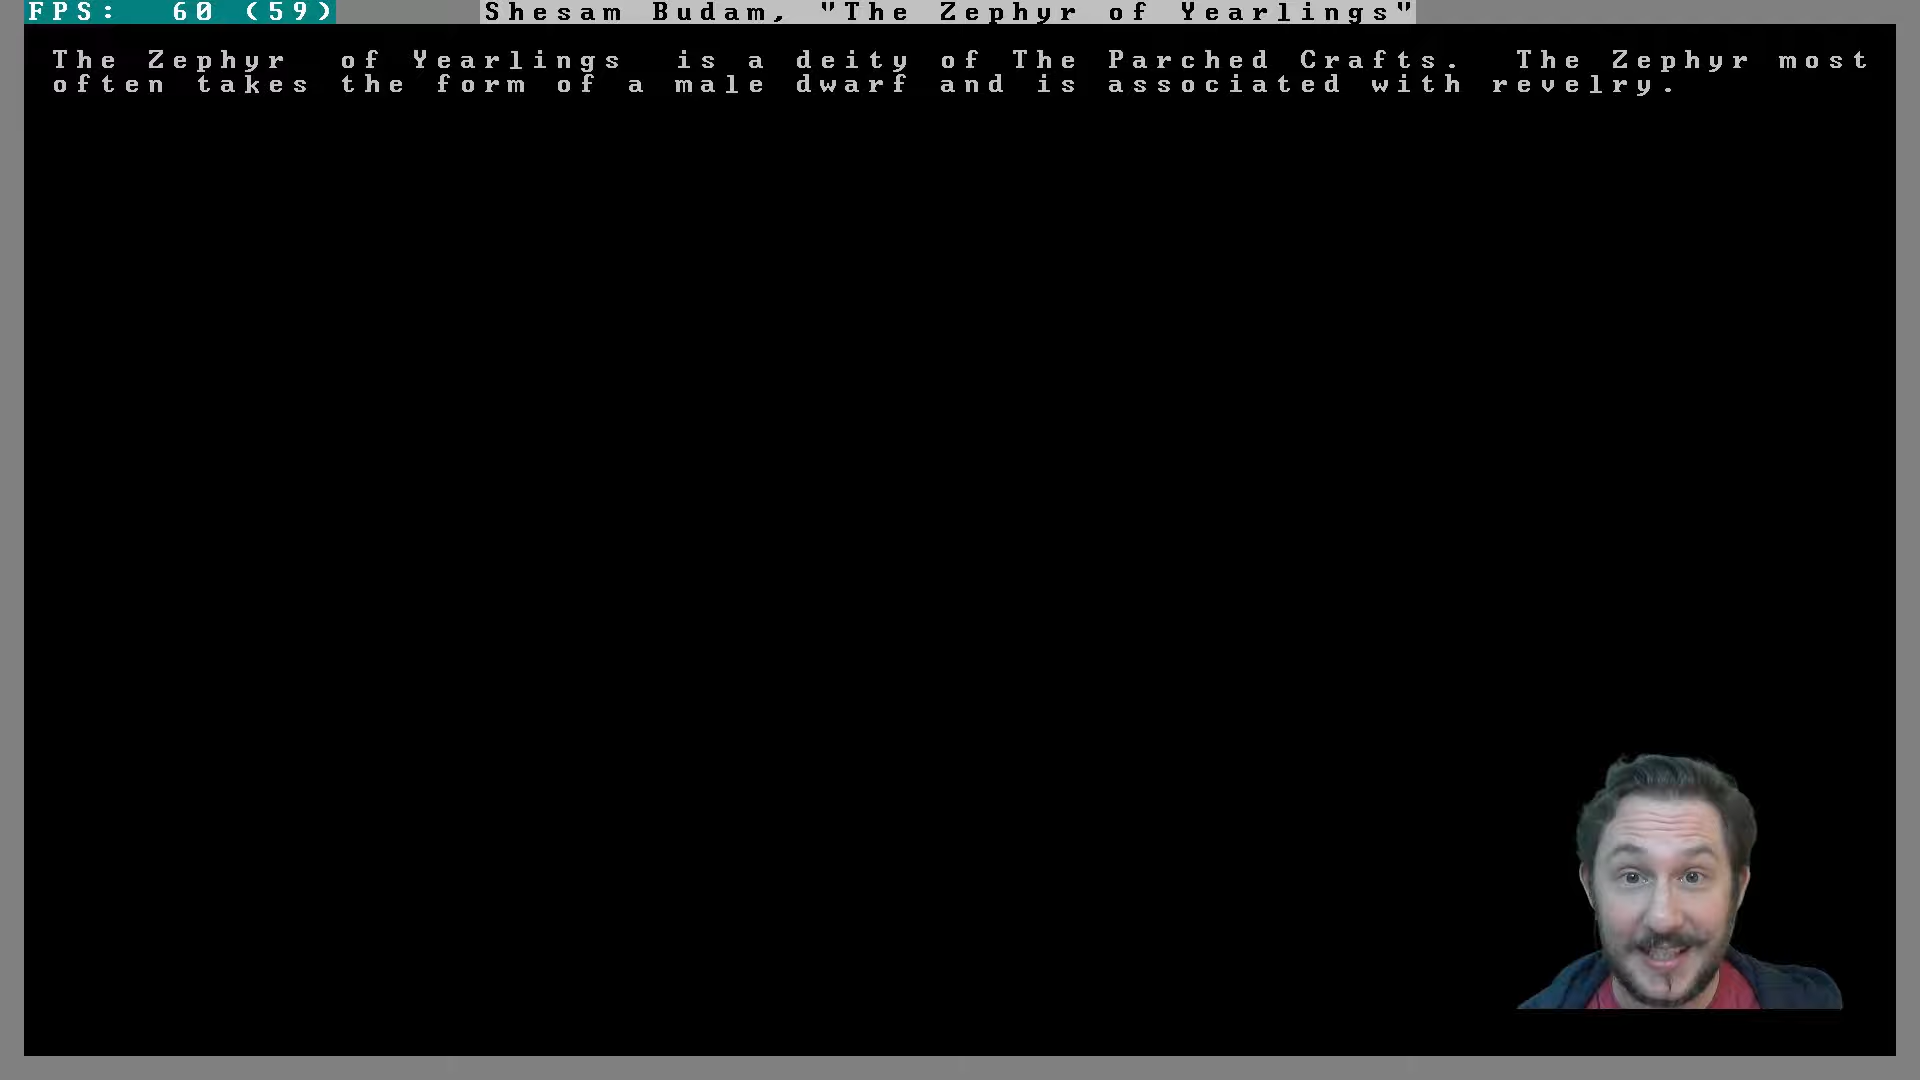 FPS: 60 (59) Shesam Budam, "The Zephyr of Yearlings"
The Zephyr of Yearlings is a deity of The Parched Crafts. The Zephyr most
often takes the form of a male dwarf and is associated with revelry.